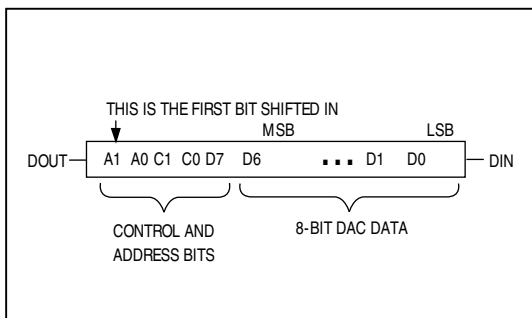 THIS IS THE FIRST BIT SHIFTED IN
MSB LSB
DOUT A1 A0 C1 C0 D7 D6 ... D1 D0 DIN
CONTROL AND
ADDRESS BITS
8-BIT DAC DATA